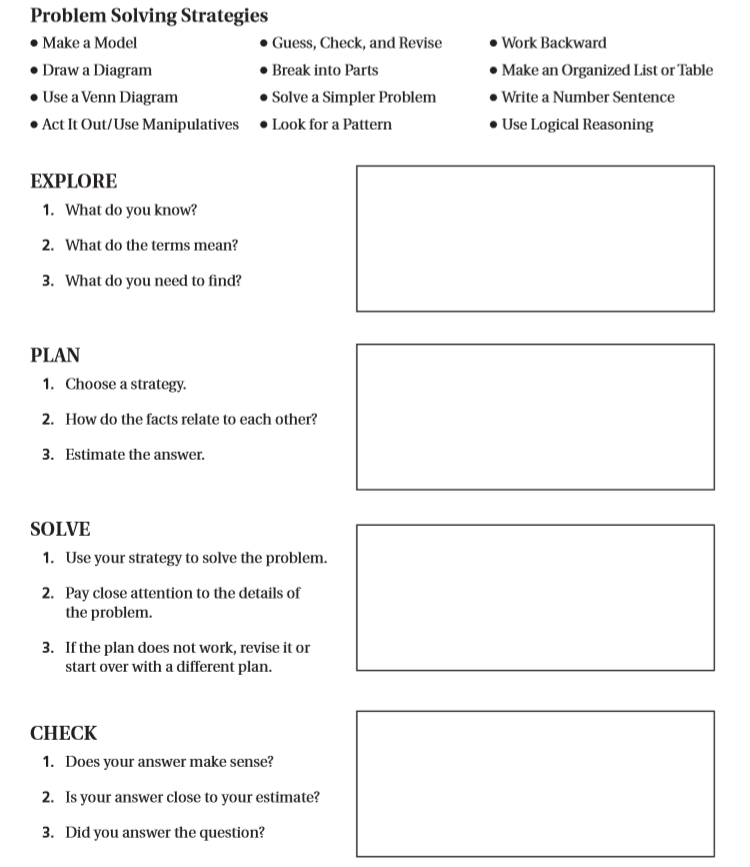 Problem Solving Strategies
• Make a Model
• Draw a Diagram
• Use a Venn Diagram
• Act It Out/Use Manipulatives
• Guess, Check, and Revise
• Break into Parts
• Solve a Simpler Problem
• Look for a Pattern
• Work Backward
• Make an Organized List or Table
• Write a Number Sentence
• Use Logical Reasoning
EXPLORE
1. What do you know?
2. What do the terms mean?
3. What do you need to find?
PLAN
1. Choose a strategy.
2. How do the facts relate to each other?
3. Estimate the answer.
SOLVE
1. Use your strategy to solve the problem.
2. Pay close attention to the details of
the problem.
3. If the plan does not work, revise it or
start over with a different plan.
CHECK
1. Does your answer make sense?
2. Is your answer close to your estimate?
3. Did you answer the question?